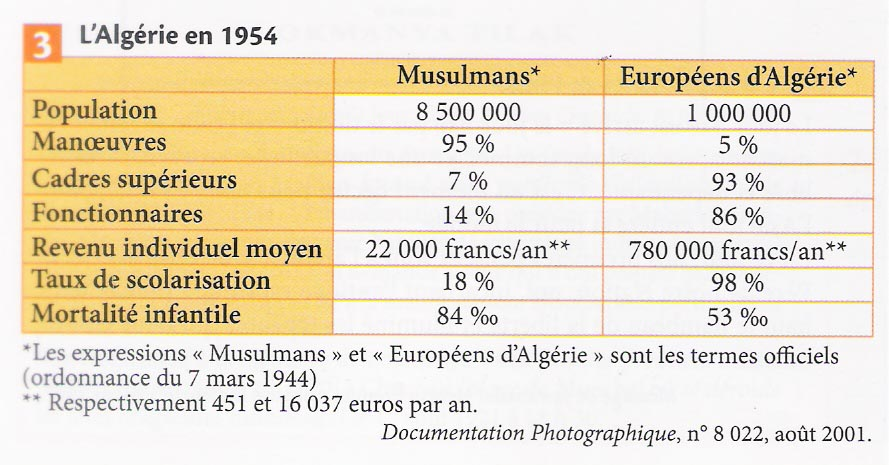 3 L'Algérie en 1954
Musulmans* Européens d'Algérie*
Population 8 500 000 1 000 000
Manœuvres 95 % 5 %
Cadres supérieurs 7 % 93 %
Fonctionnaires 14 % 86 %
Revenu individuel moyen 22 000 francs/an** 780 000 francs/an**
Taux de scolarisation 18 % 98 %
Mortalité infantile 84 ‰ 53 ‰
*Les expressions « Musulmans » et « Européens d'Algérie » sont les termes officiels
(ordonnance du 7 mars 1944)
** Respectivement 451 et 16 037 euros par an.
Documentation Photographique, n° 8 022, août 2001.